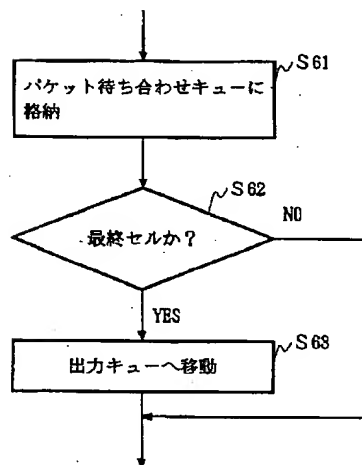 S61
パケット待ち合わせキューに
格納
S62
最終セルか？
NO
YES
S63
出力キューへ移動